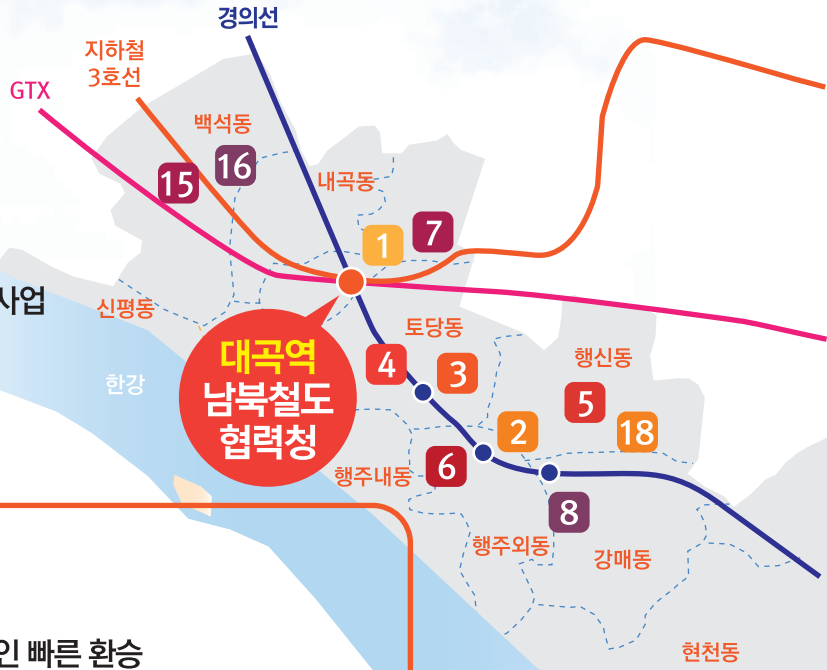 경의선
지하철
3호선
GTX
백석동
16
15
내곡동
7
1
사업
신평동
토당동
대곡역
남북철도
협력청
한강
4
3
행신동
5
2
18
6
행주내동
8
행주외동
강매동
현천동
인 빠른 환승